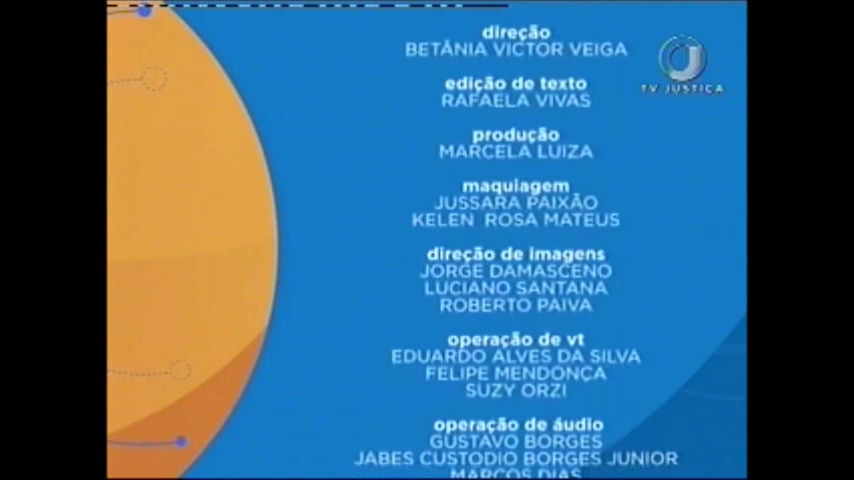 direção
BETÂNIA VICTOR VEIGA
TV JUSTIÇA
edição de texto
RAFAELA VIVAS
produção
MARCELA LUIZA
maquiagem
JUSSARA PAIXÃO
KELEN ROSA MATEUS
direção de imagens
JORGE DAMASCENO
LUCIANO SANTANA
ROBERTO PAIVA
operação de vt
EDUARDO ALVES DA SILVA
FELIPE MENDONÇA
SUZY ORZI
operação de áudio
GUSTAVO BORGES
JABES CUSTODIO BORGES JUNIOR
MARCOS DIAS